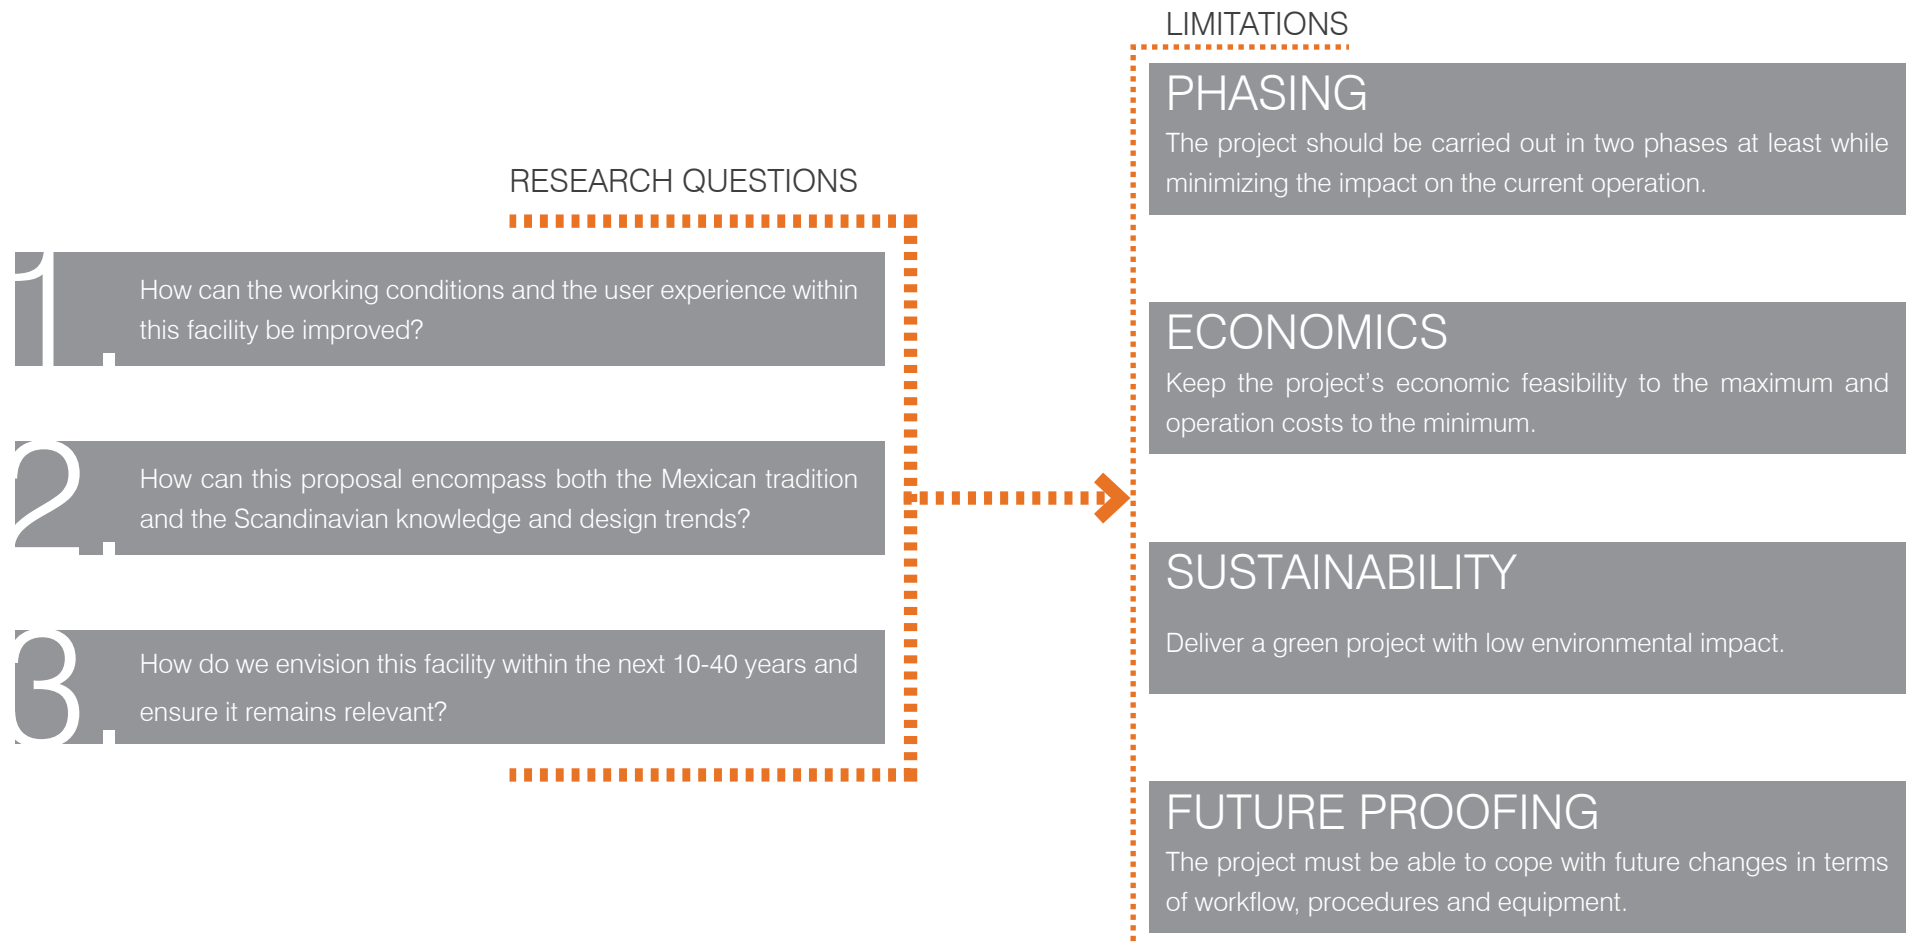 RESEARCH QUESTIONS
1.
How can the working conditions and the user experience within
this facility be improved?
2.
How can this proposal encompass both the Mexican tradition
and the Scandinavian knowledge and design trends?
3.
How do we envision this facility within the next 10-40 years and
ensure it remains relevant?
LIMITATIONS
PHASING
The project should be carried out in two phases at least while
minimizing the impact on the current operation.
ECONOMICS
Keep the project’s economic feasibility to the maximum and
operation costs to the minimum.
SUSTAINABILITY
Deliver a green project with low environmental impact.
FUTURE PROOFING
The project must be able to cope with future changes in terms
of workflow, procedures and equipment.